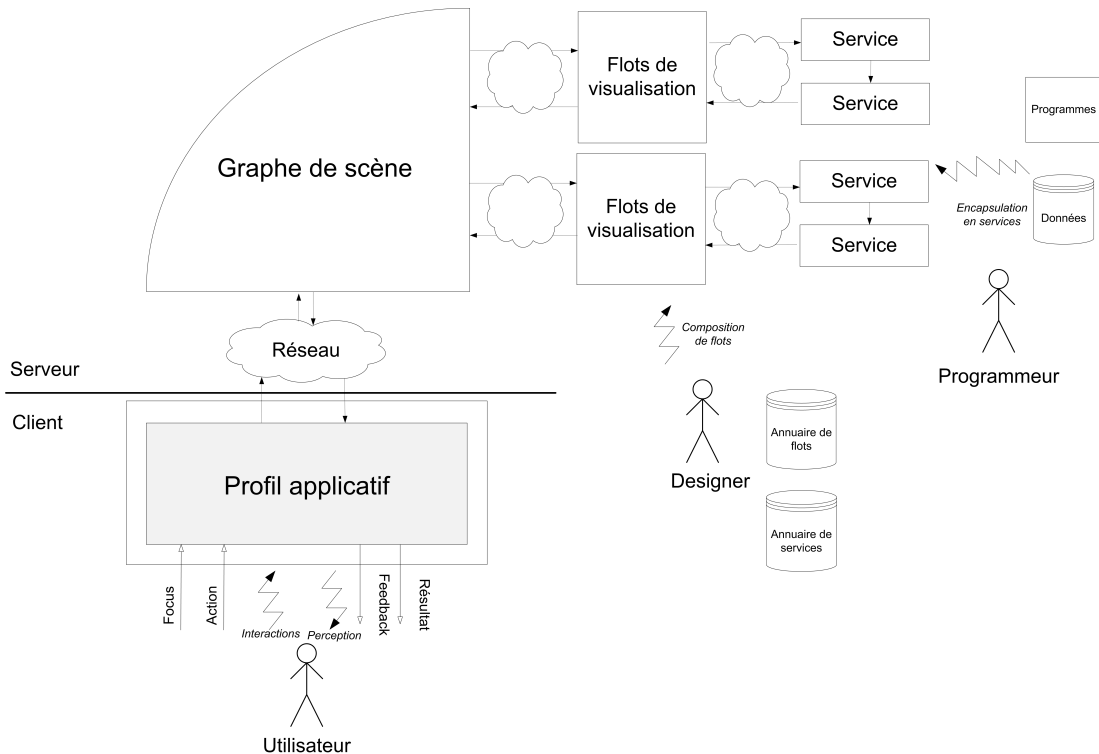 Service
Flots de
visualisation
Service
Programmes
Graphe de scène
Service
Flots de
visualisation
Encapsulation
en services
Données
Service
Composition
de flots
Réseau
Serveur
Programmeur
Client
Annuaire de
flots
Designer
Profil applicatif
Annuaire de
services
Focus
Action
Interactions
Perception
Feedback
Résultat
Utilisateur